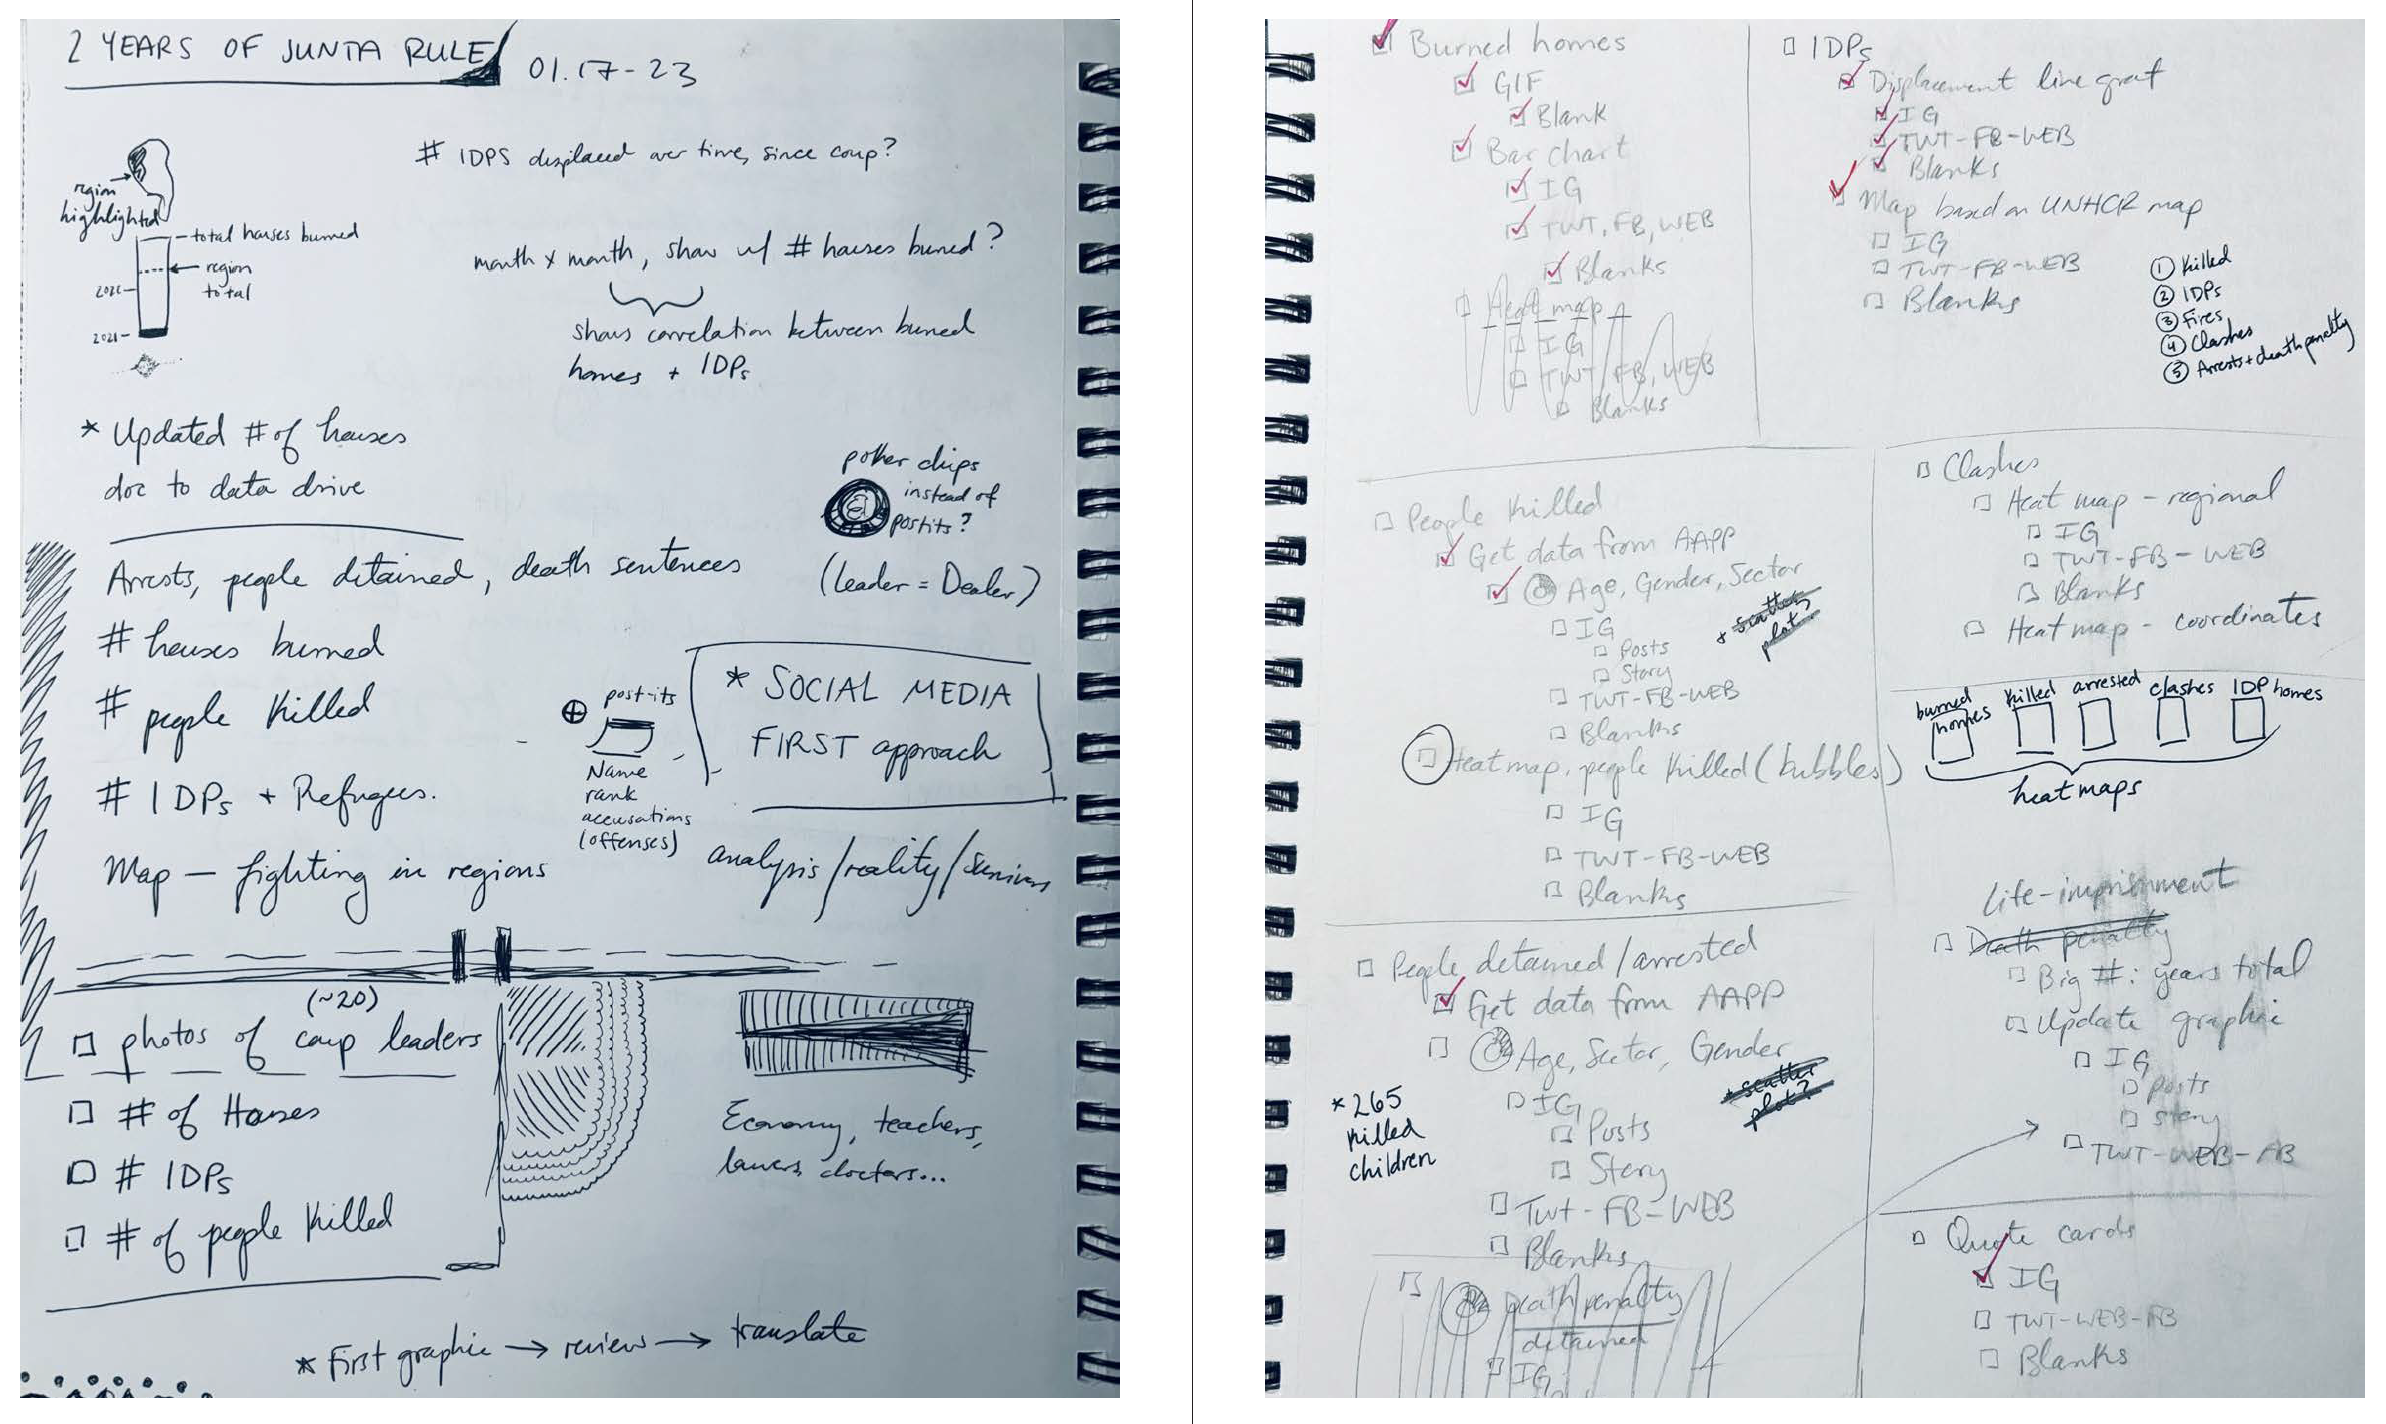 2 YEARS OF JUNTA RULE
01.17-23
# IDPS displaced over time, since coup?
region
highlighted
total houses burned
region
total
2022
2021
month x month, show w/ # houses burned?
shows correlation between burned
homes + IDPs
* Updated # of houses
doc to data drive
poker chips
instead of
postits?
(leader = Dealer)
Arrests, people detained, death sentences
# houses burned
# people killed
# IDPs + Refugees.
Map — fighting in regions
post-its
Name
rank
accusations
(offenses)
* SOCIAL MEDIA
FIRST approach
analysis/reality/
(~20)
photos of coup leaders
# of Houses
# IDPs
# of people killed
Economy, teachers,
lawers, doctors...
* First graphic → review → translate
Burned homes
GIF
Blank
Bar chart
IG
TWT, FB, WEB
Blanks
Heat map
IG
TWT, FB, WEB
Blanks
IDPs
Displacement line graf
IG
TWT-FB-WEB
Blanks
Map based on UNHCR map
IG
TWT-FB-WEB
Blanks
① Killed
② IDPs
③ Fires
④ Clashes
⑤ Arrests + death penalty
People killed
Get data from AAPP
Age, Gender, Sector
+ scatter
plot?
IG
Posts
Story
TWT-FB-WEB
Blanks
Heat map, people killed (bubbles)
IG
TWT-FB-WEB
Blanks
Clashes
Heat map - regional
IG
TWT-FB-WEB
Blanks
Heat map - coordinates
burned
homes
killed
arrested
clashes
IDP homes
heat maps
People detained/arrested
Get data from AAPP
Age, Sector, Gender
+ scatter
plot?
IG
Posts
Story
Twt-FB-WEB
Blanks
* 265
killed
children
death penalty
detained
IG
Life-imprisnment
Death penalty
Big #: years total
Update graphic
IG
posts
story
TWT-WEB-FB
Quote cards
IG
TWT-WEB-FB
Blanks